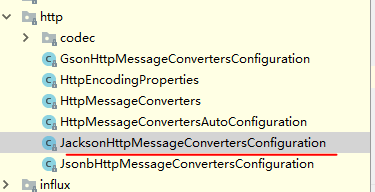 http
codec
GsonHttpMessageConvertersConfiguration
HttpEncodingProperties
HttpMessageConverters
HttpMessageConvertersAutoConfiguration
JacksonHttpMessageConvertersConfiguration
JsonbHttpMessageConvertersConfiguration
influx